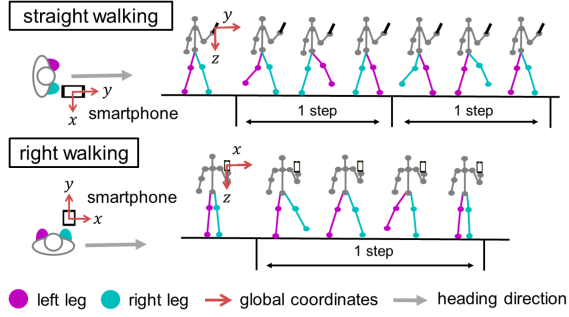 straight walking
y
z
y
x
smartphone
1 step
1 step
right walking
y
smartphone
x
x
z
1 step
left leg
right leg
global coordinates
heading direction